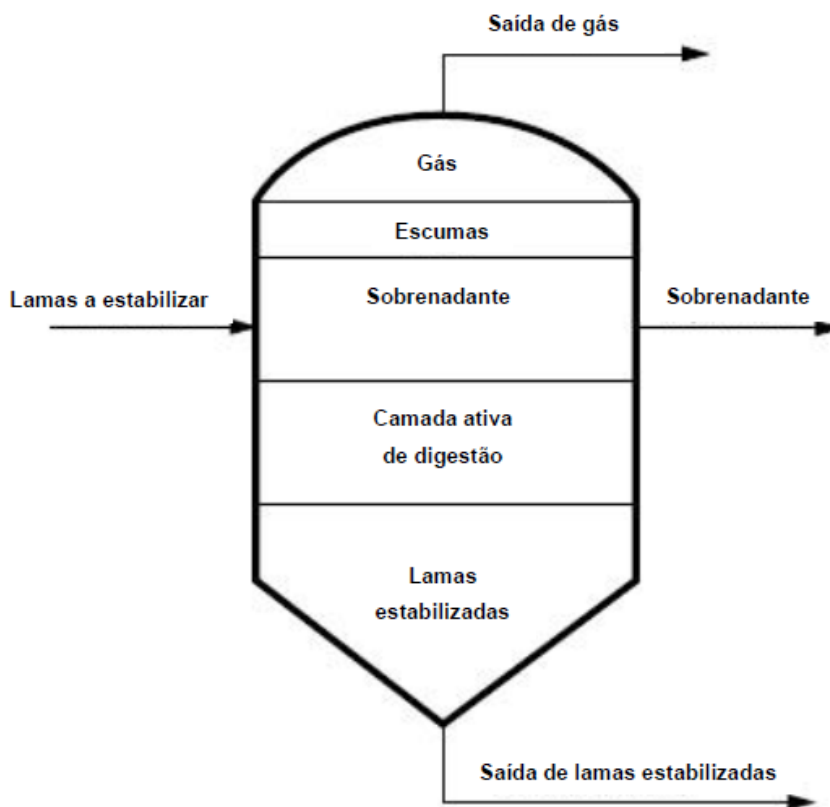 Saída de gás
Gás
Escumas
Lamas a estabilizar
Sobrenadante
Sobrenadante
Camada ativa
de digestão
Lamas
estabilizadas
Saída de lamas estabilizadas